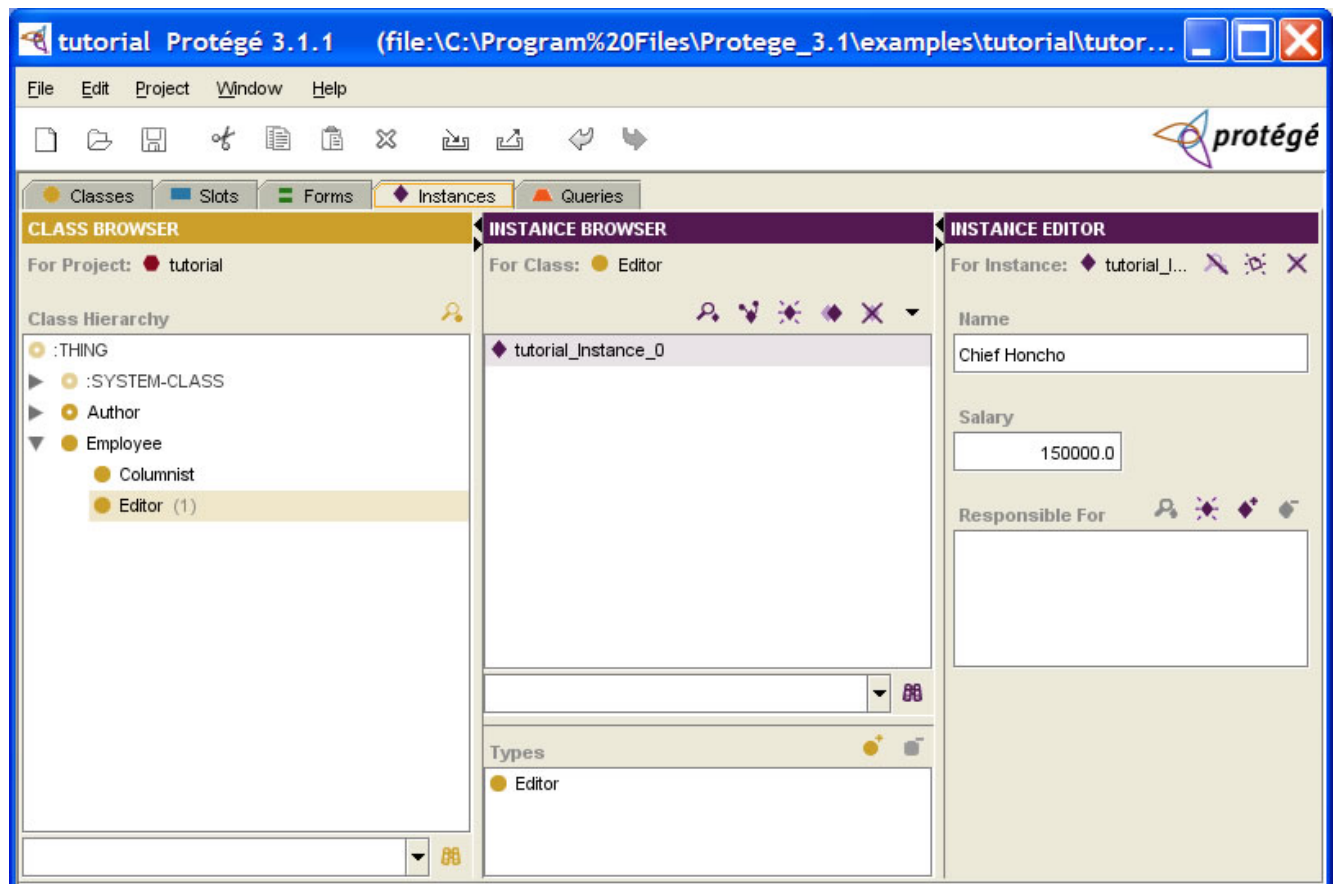 tutorial Protégé 3.1.1 (file:\C:\Program%20Files\Protege_3.1\examples\tutorial\tutor...
File Edit Project Window Help
protégé
Classes Slots Forms Instances Queries
CLASS BROWSER
For Project: tutorial
Class Hierarchy
:THING
:SYSTEM-CLASS
Author
Employee
Columnist
Editor (1)
INSTANCE BROWSER
For Class: Editor
tutorial_Instance_0
Types
Editor
INSTANCE EDITOR
For Instance: tutorial_I...
Name
Chief Honcho
Salary
150000.0
Responsible For